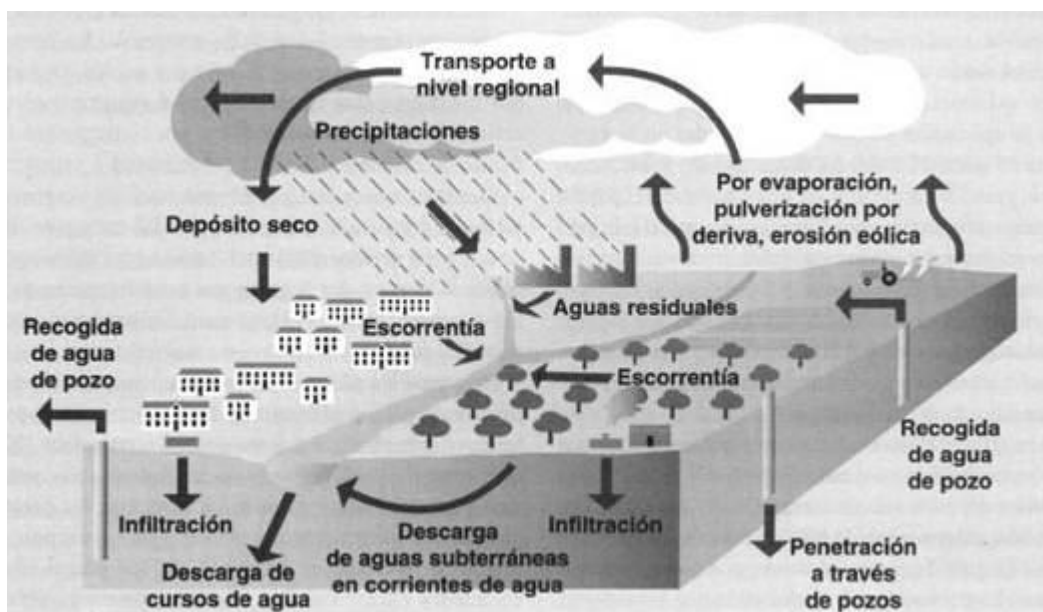 Transporte a
nivel regional
Precipitaciones
Depósito seco
Por evaporación,
pulverización por
deriva, erosión eólica
Aguas residuales
Recogida
de agua
de pozo
Escorrentía
Escorrentía
Recogida
de agua
de pozo
Infiltración
Descarga de
cursos de agua
Descarga
de aguas subterráneas
en corrientes de agua
Infiltración
Penetración
a través
de pozos